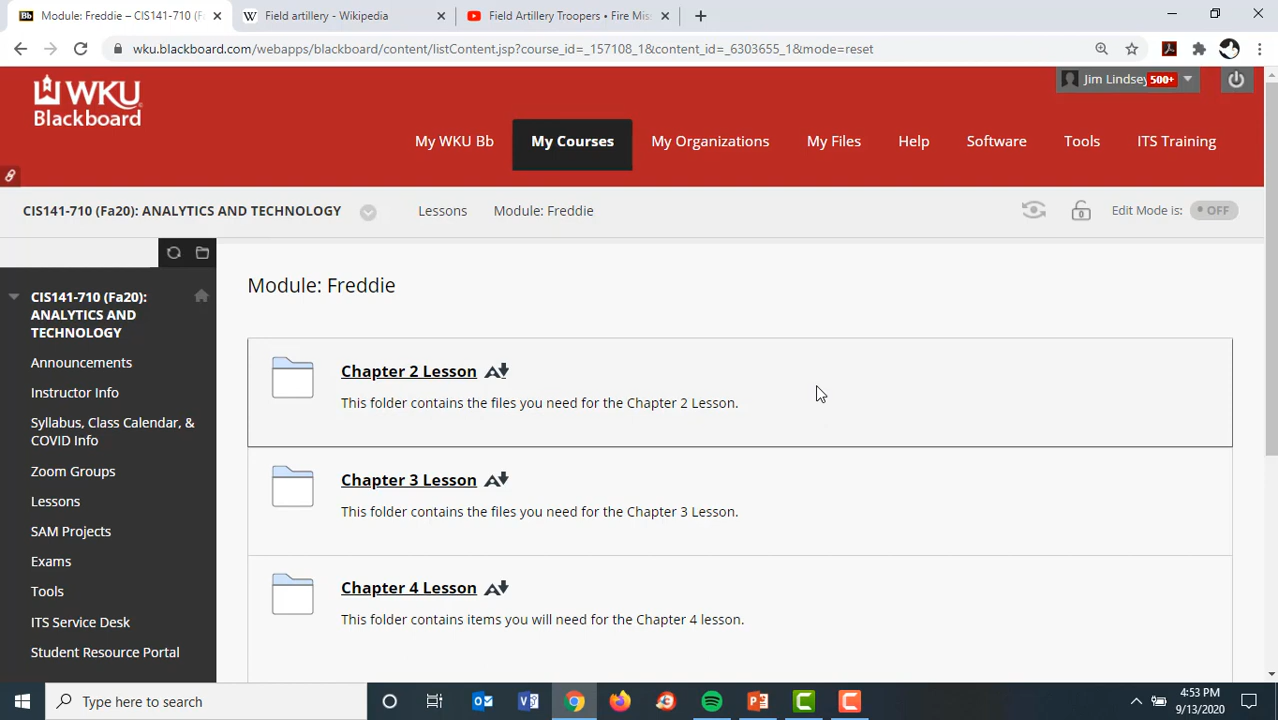 Module: Freddie – CIS141-710 (Fa
Field artillery - Wikipedia
Field Artillery Troopers • Fire Mis
wku.blackboard.com/webapps/blackboard/content/listContent.jsp?course_id=_157108_1&content_id=_6303655_1&mode=reset
WKU
Blackboard
Jim Lindsey 500+
My WKU Bb My Courses My Organizations My Files Help Software Tools ITS Training
CIS141-710 (Fa20): ANALYTICS AND TECHNOLOGY Lessons Module: Freddie Edit Mode is: OFF
CIS141-710 (Fa20):
ANALYTICS AND
TECHNOLOGY
Announcements
Instructor Info
Syllabus, Class Calendar, &
COVID Info
Zoom Groups
Lessons
SAM Projects
Exams
Tools
ITS Service Desk
Student Resource Portal
Module: Freddie
Chapter 2 Lesson
This folder contains the files you need for the Chapter 2 Lesson.
Chapter 3 Lesson
This folder contains the files you need for the Chapter 3 Lesson.
Chapter 4 Lesson
This folder contains items you will need for the Chapter 4 lesson.
Type here to search
4:53 PM
9/13/2020